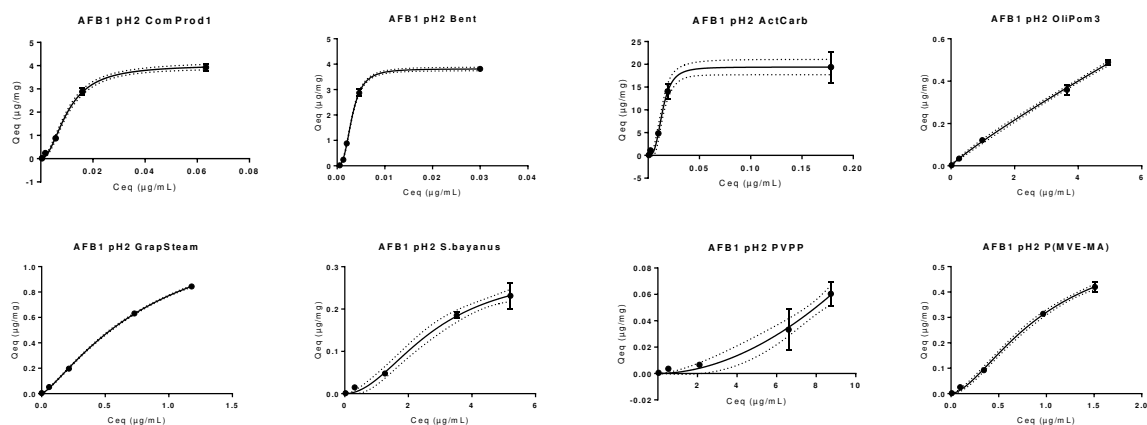 AFB1 pH2 ComProd1
5
4
3
2
1
0
-1
0.00 0.02 0.04 0.06 0.08
Qeq (µg/mg)
Ceq (µg/mL)
AFB1 pH2 Bent
5
4
3
2
1
0
0.00 0.01 0.02 0.03 0.04
Qeq (µg/mg)
Ceq (µg/mL)
AFB1 pH2 ActCarb
25
20
15
10
5
0
-5
0.05 0.10 0.15 0.20
Qeq (µg/mg)
Ceq (µg/mL)
AFB1 pH2 OliPom3
0.6
0.4
0.2
0.0
0 2 4 6
Qeq (µg/mg)
Ceq (µg/mL)
AFB1 pH2 GrapSteam
1.0
0.8
0.6
0.4
0.2
0.0
0.0 0.5 1.0 1.5
Qeq (µg/mg)
Ceq (µg/mL)
AFB1 pH2 S.bayanus
0.3
0.2
0.1
0.0
0 2 4 6
Qeq (µg/mg)
Ceq (µg/mL)
AFB1 pH2 PVPP
0.08
0.06
0.04
0.02
0.00
-0.02
2 4 6 8 10
Qeq (µg/mg)
Ceq (µg/mL)
AFB1 pH2 P(MVE-MA)
0.5
0.4
0.3
0.2
0.1
0.0
0.0 0.5 1.0 1.5 2.0
Qeq (µg/mg)
Ceq (µg/mL)